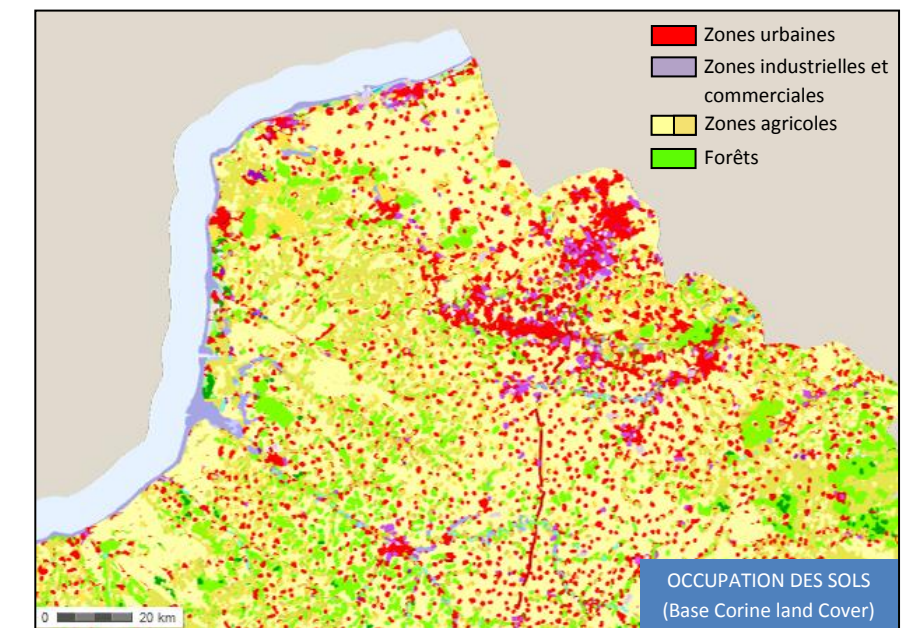 Zones urbaines
Zones industrielles et
commerciales
Zones agricoles
Forêts
OCCUPATION DES SOLS
(Base Corine land Cover)
0 20 km